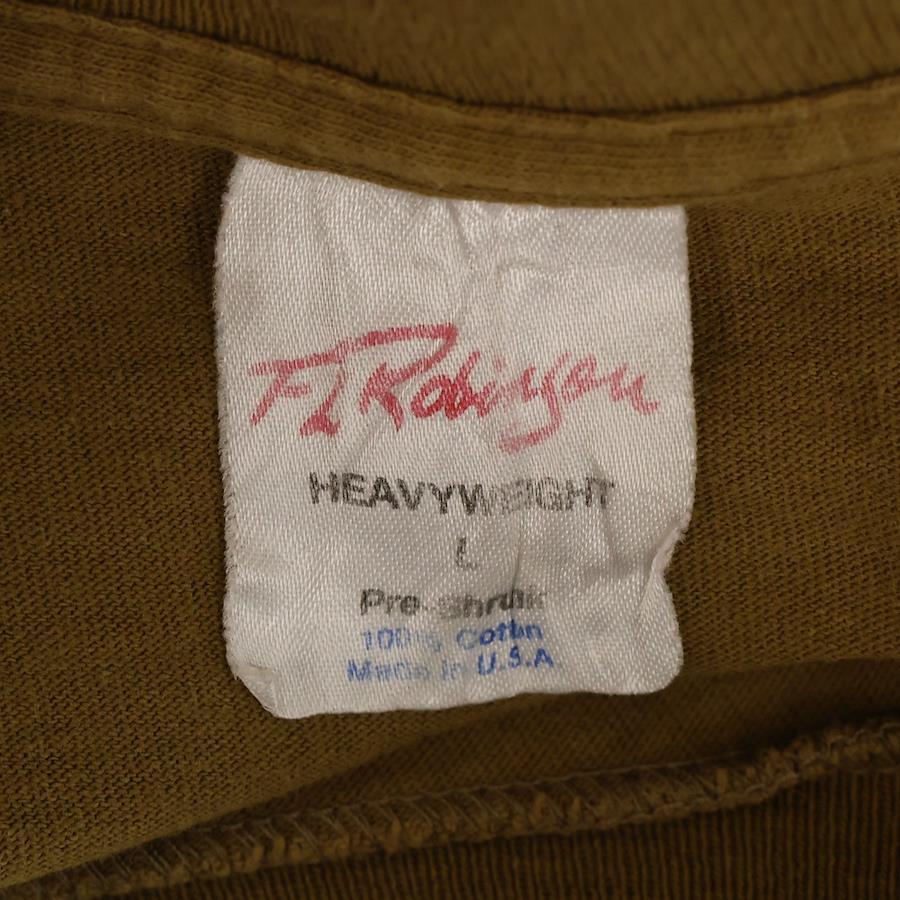 FL Robinson
HEAVYWEIGHT
L
Pre-Shrunk
100% Cotton
Made in U.S.A